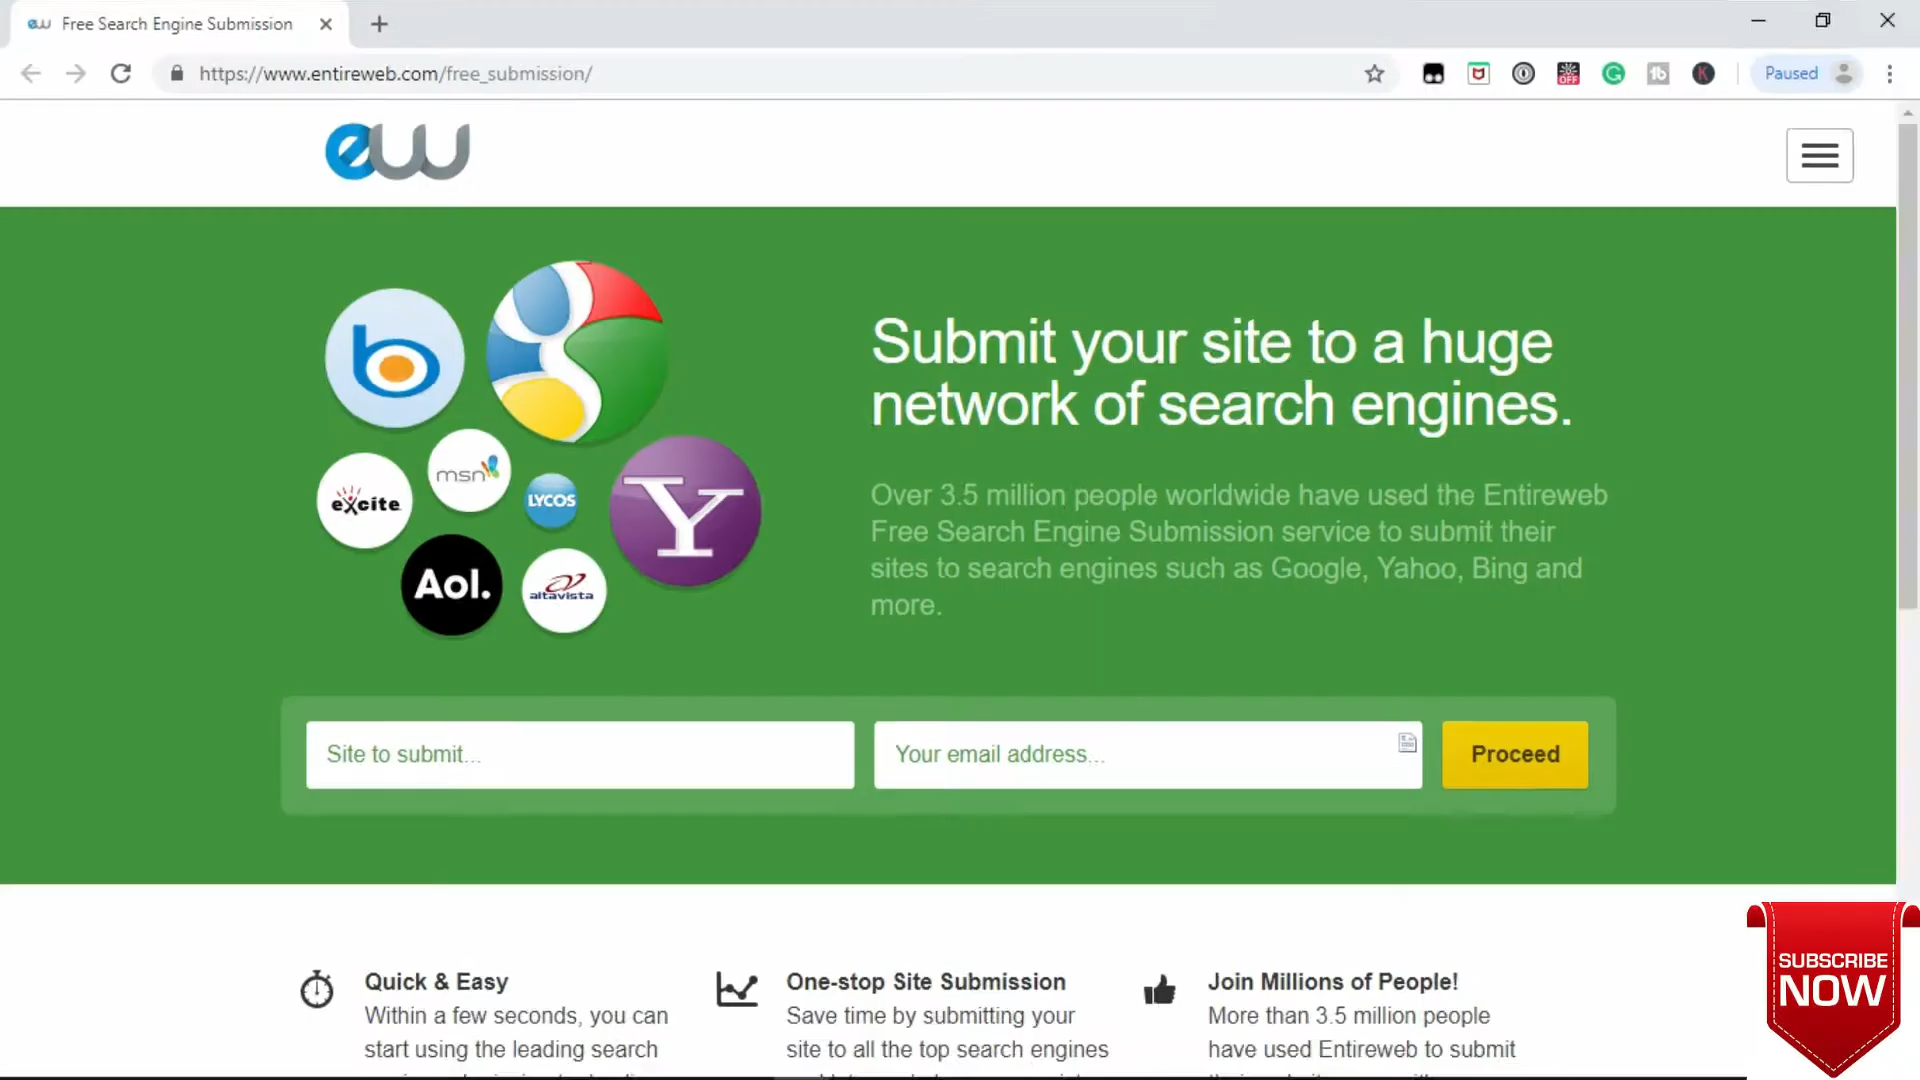 Free Search Engine Submission
https://www.entireweb.com/free_submission/
OFF
Paused
ew
Submit your site to a huge
network of search engines.
Over 3.5 million people worldwide have used the Entireweb
Free Search Engine Submission service to submit their
sites to search engines such as Google, Yahoo, Bing and
more.
b
msn
excite
LYCOS
Y
Aol.
altavista
Site to submit...
Your email address...
Proceed
Quick & Easy
Within a few seconds, you can
start using the leading search
One-stop Site Submission
Save time by submitting your
site to all the top search engines
Join Millions of People!
More than 3.5 million people
have used Entireweb to submit
SUBSCRIBE
NOW